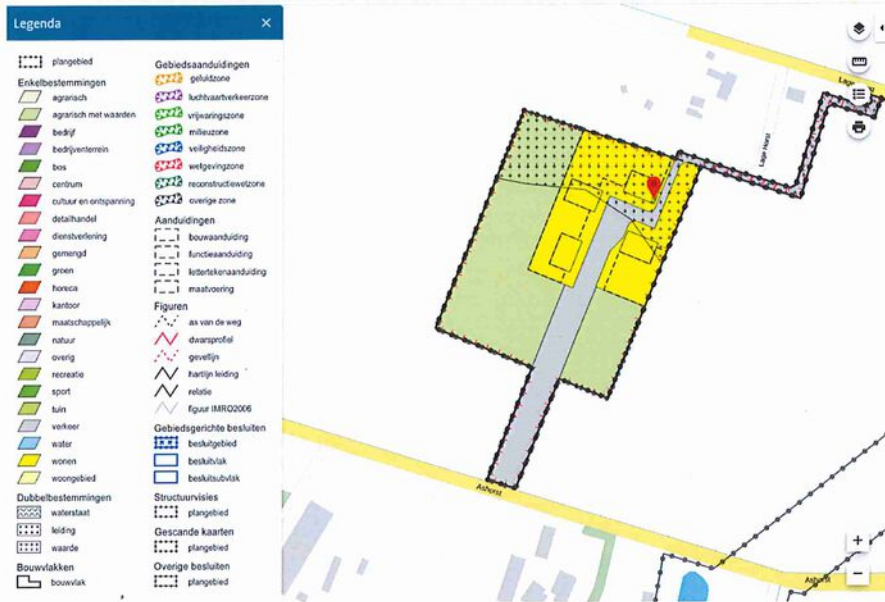 Legenda
plangebied
Enkelbestemmingen
agrarisch
agrarisch met waarden
bedrijf
bedrijventerrein
bos
centrum
cultuur en ontspanning
detailhandel
dienstverlening
gemengd
groen
horeca
kantoor
maatschappelijk
natuur
overig
recreatie
sport
tuin
verkeer
water
wonen
woongebied
Dubbelbestemmingen
waterstaat
leiding
waarde
Bouwvlakken
bouwvlak
Gebiedsaanduidingen
geluidzone
luchtvaartverkeerzone
vrijwaringszone
milieuzone
veiligheidszone
wetgevingzone
reconstructiewetzone
overige zone
Aanduidingen
bouwaanduiding
functieaanduiding
lettertekenaanduiding
maatvoering
Figuren
as van de weg
dwarsprofiel
gevellijn
hartlijn leiding
relatie
figuur IMRO2006
Gebiedsgerichte besluiten
besluitgebied
besluitvlak
besluitsubvlak
Structuurvisies
plangebied
Gescande kaarten
plangebied
Overige besluiten
plangebied
Lage
Lage Horst
Ashorst
Ashorst